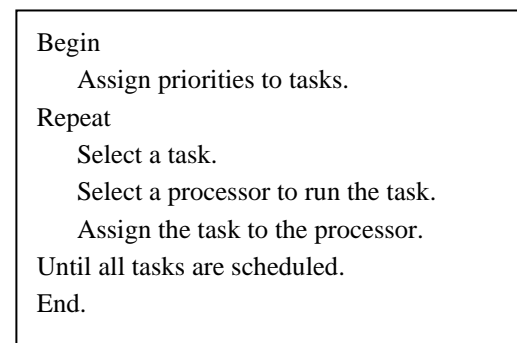 Begin
Assign priorities to tasks.
Repeat
Select a task.
Select a processor to run the task.
Assign the task to the processor.
Until all tasks are scheduled.
End.